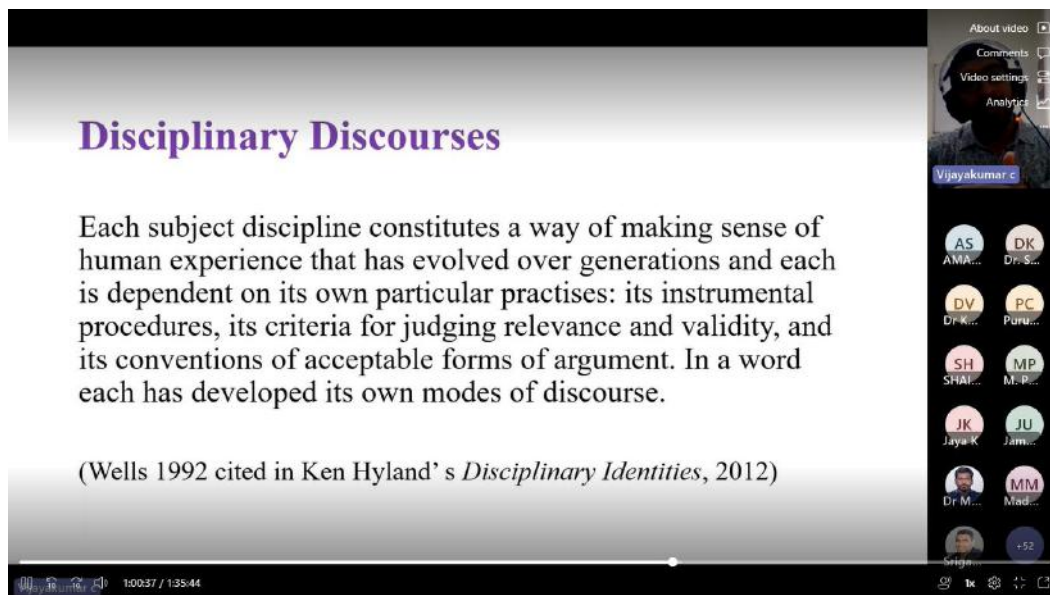 Disciplinary Discourses
Each subject discipline constitutes a way of making sense of
human experience that has evolved over generations and each
is dependent on its own particular practises: its instrumental
procedures, its criteria for judging relevance and validity, and
its conventions of acceptable forms of argument. In a word
each has developed its own modes of discourse.
(Wells 1992 cited in Ken Hyland' s Disciplinary Identities, 2012)
About video
Comments
Video settings
Analytics
Vijayakumar c
AS DK
AMA... Dr. S...
DV PC
Dr K... Puru...
SH MP
SHAI... M. P...
JK JU
Jaya K Jam...
MM
Dr M... Mad...
+52
Sriga...
Vijayakumar c
10 10 1:00:37 / 1:35:44 1x